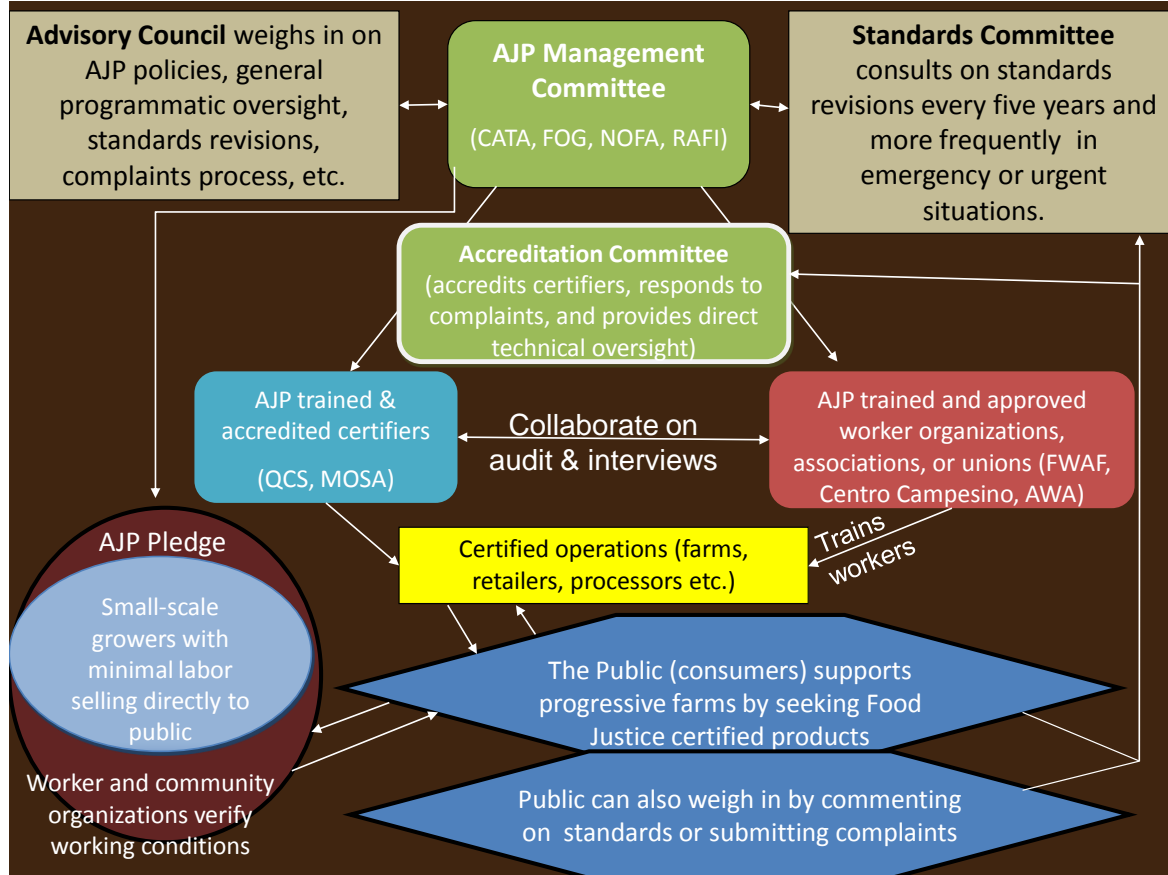 Advisory Council weighs in on
AJP policies, general
programmatic oversight,
standards revisions,
complaints process, etc.
AJP Management
Committee
(CATA, FOG, NOFA, RAFI)
Standards Committee
consults on standards
revisions every five years and
more frequently in
emergency or urgent
situations.
Accreditation Committee
(accredits certifiers, responds to
complaints, and provides direct
technical oversight)
AJP trained &
accredited certifiers
(QCS, MOSA)
Collaborate on
audit & interviews
AJP trained and approved
worker organizations,
associations, or unions (FWAF,
Centro Campesino, AWA)
Certified operations (farms,
retailers, processors etc.)
Trains
workers
AJP Pledge
Small-scale
growers with
minimal labor
selling directly to
public
Worker and community
organizations verify
working conditions
The Public (consumers) supports
progressive farms by seeking Food
Justice certified products
Public can also weigh in by commenting
on standards or submitting complaints